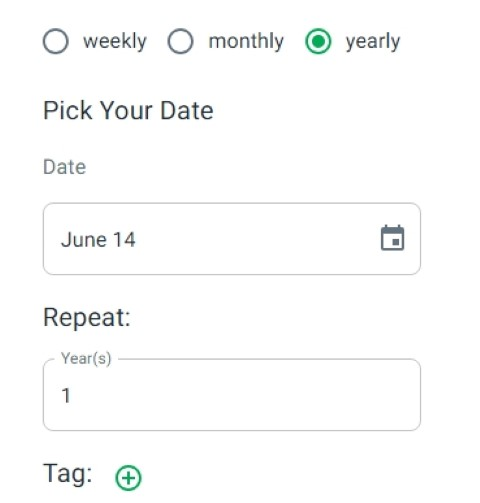 weekly monthly yearly
Pick Your Date
Date
June 14
Repeat:
Year(s)
1
Tag: